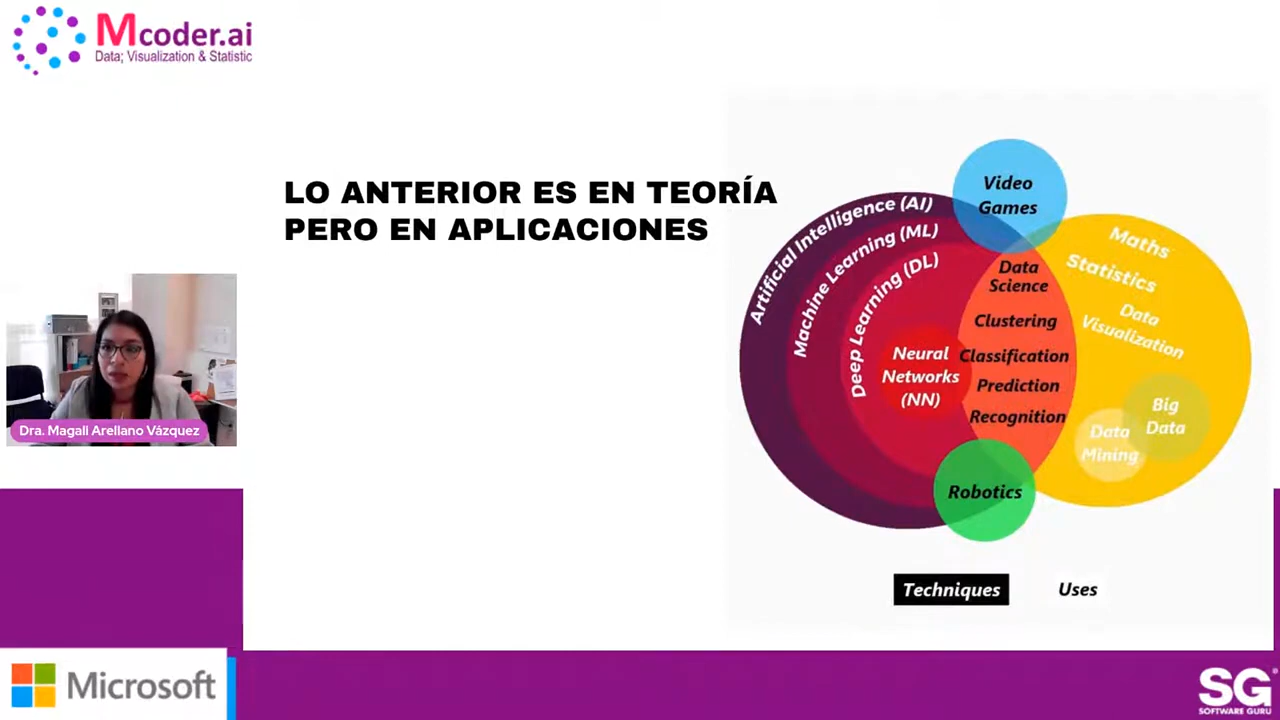 Mcoder.ai
Data; Visualization & Statistic
LO ANTERIOR ES EN TEORÍA
PERO EN APLICACIONES
Dra. Magali Arellano Vázquez
Video
Games
Artificial Intelligence (AI)
Machine Learning (ML)
Deep Learning (DL)
Neural
Networks
(NN)
Data
Science
Clustering
Classification
Prediction
Recognition
Maths
Statistics
Data
Visualization
Big
Data
Data
Mining
Robotics
Techniques
Uses
Microsoft
SG
SOFTWARE GURU